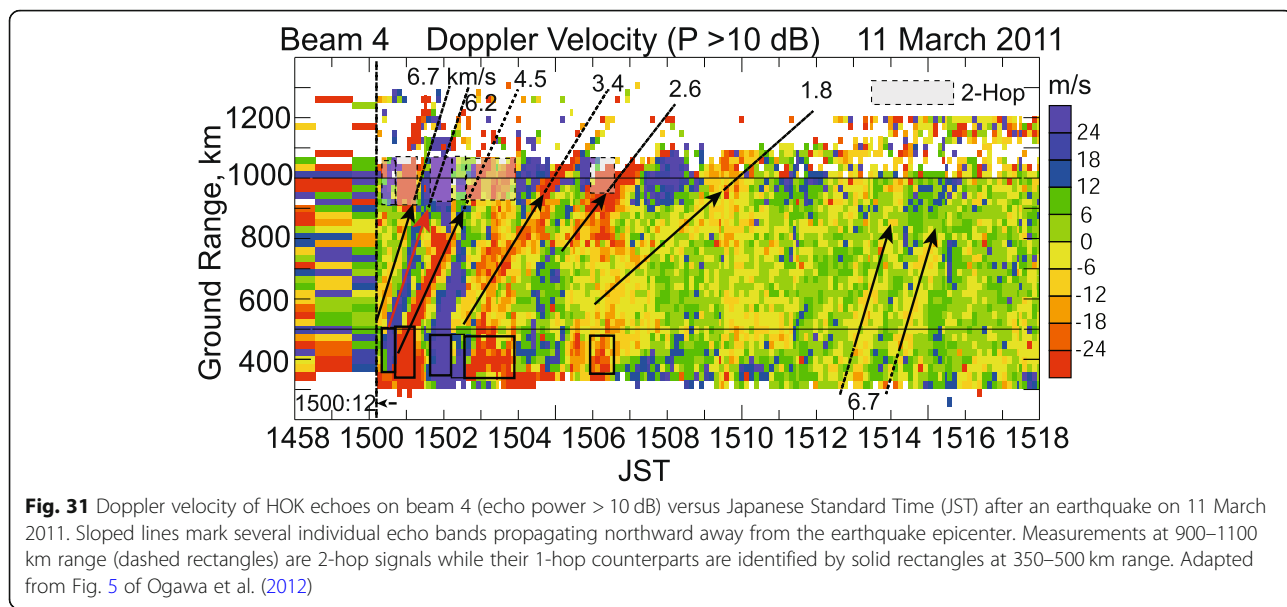 Beam 4 Doppler Velocity (P >10 dB) 11 March 2011
6.7 km/s
6.2
4.5
3.4
2.6
1.8
2-Hop
m/s
24
18
12
6
0
-6
-12
-18
-24
Ground Range, km
1200
1000
800
600
400
1500:12
6.7
1458 1500 1502 1504 1506 1508 1510 1512 1514 1516 1518
JST
Fig. 31 Doppler velocity of HOK echoes on beam 4 (echo power > 10 dB) versus Japanese Standard Time (JST) after an earthquake on 11 March
2011. Sloped lines mark several individual echo bands propagating northward away from the earthquake epicenter. Measurements at 900–1100
km range (dashed rectangles) are 2-hop signals while their 1-hop counterparts are identified by solid rectangles at 350–500 km range. Adapted
from Fig. 5 of Ogawa et al. (2012)